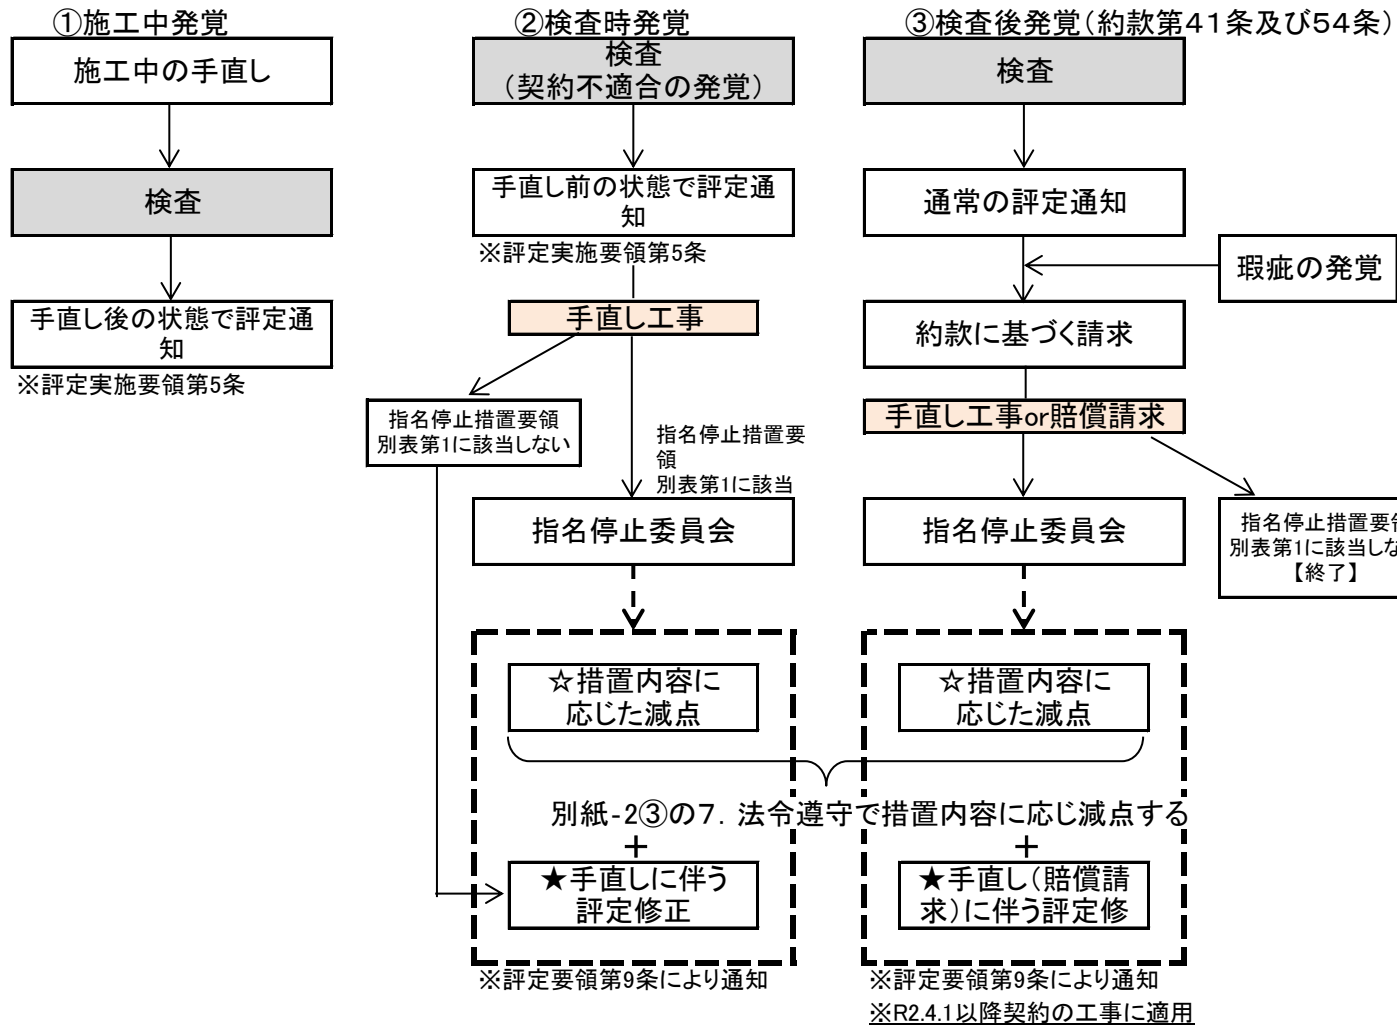 ①施工中発覚
施工中の手直し
検査
手直し後の状態で評定通
知
※評定実施要領第5条
②検査時発覚
検査
（契約不適合の発覚）
手直し前の状態で評定通
知
※評定実施要領第5条
手直し工事
指名停止措置要領
別表第1に該当しない
指名停止措置要
領
別表第1に該当
指名停止委員会
☆措置内容に
応じた減点
③検査後発覚（約款第41条及び54条）
検査
通常の評定通知
瑕疵の発覚
約款に基づく請求
手直し工事or賠償請求
指名停止委員会
指名停止措置要
別表第1に該当しな
【終了】
☆措置内容に
応じた減点
別紙-2③の7．法令遵守で措置内容に応じ減点する
＋
★手直しに伴う
評定修正
※評定要領第9条により通知
＋
★手直し（賠償請
求）に伴う評定修
※評定要領第9条により通知
※R2.4.1以降契約の工事に適用